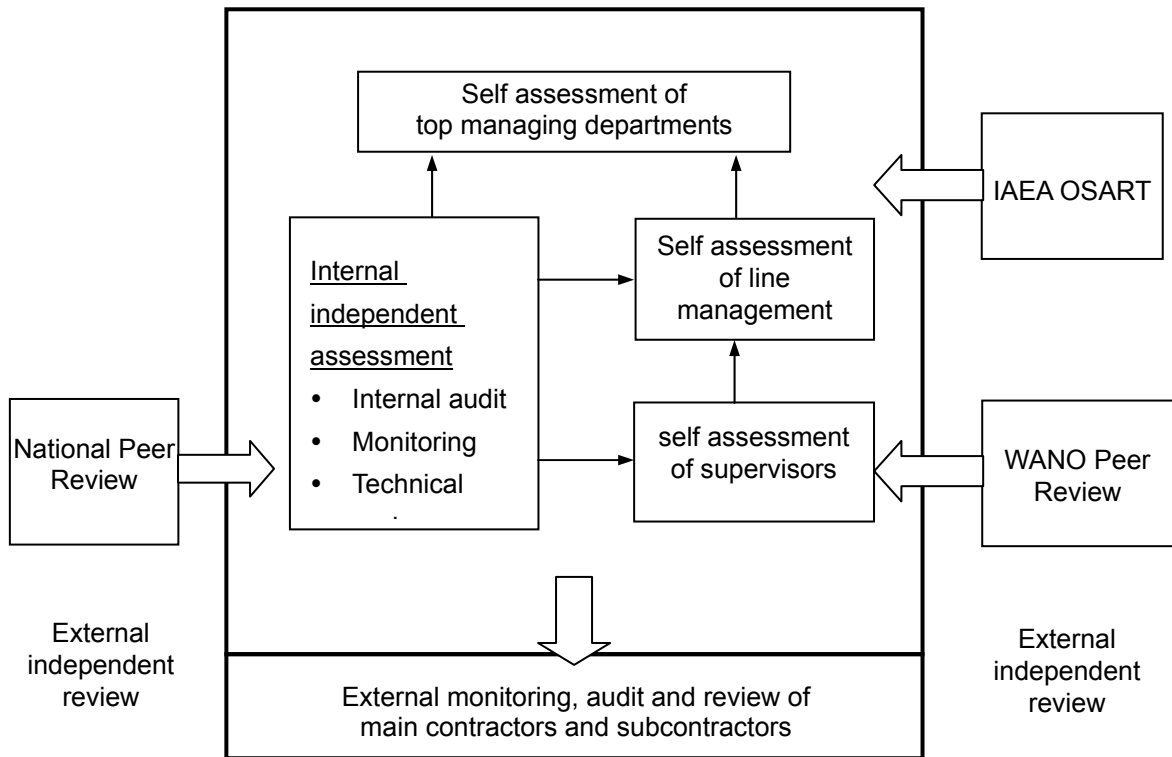 Self assessment of
top managing departments
IAEA OSART
Internal
independent
assessment
• Internal audit
• Monitoring
• Technical
Self assessment
of line
management
National Peer
Review
self assessment
of supervisors
WANO Peer
Review
External
independent
review
External
independent
review
External monitoring, audit and review of
main contractors and subcontractors